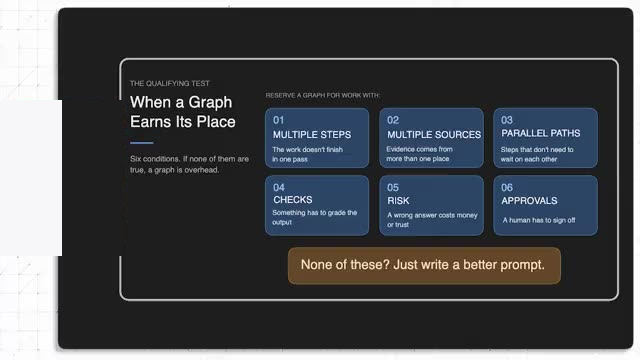 THE QUALIFYING TEST
When a Graph
Earns Its Place
Six conditions. If none of them are
true, a graph is overhead.
RESERVE A GRAPH FOR WORK WITH:
01
MULTIPLE STEPS
The work doesn't finish
in one pass
02
MULTIPLE SOURCES
Evidence comes from
more than one place
03
PARALLEL PATHS
Steps that don't need to
wait on each other
04
CHECKS
Something has to grade the
output
05
RISK
A wrong answer costs money
or trust
06
APPROVALS
A human has to sign off
None of these? Just write a better prompt.